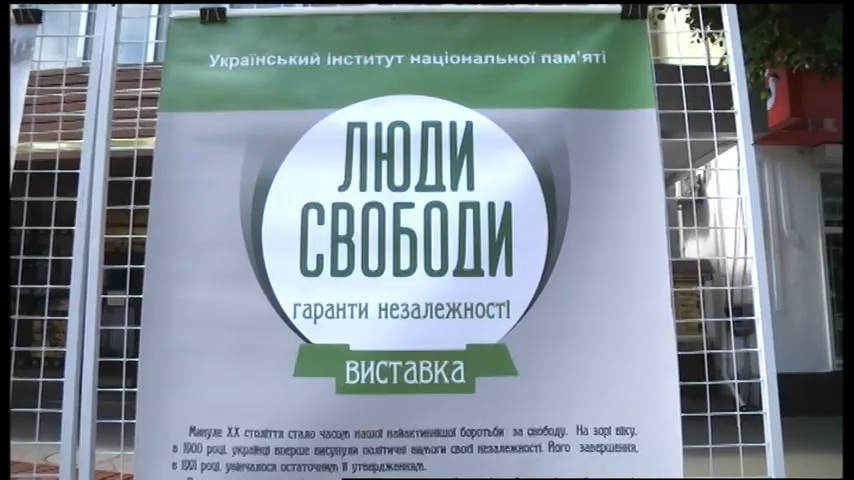 Український інститут національної пам'яті
ЛЮДИ
СВОБОДИ
гаранти незалежності
ВИСТАВКА
Минуле XX століття стало часом нашої найактивнішої боротьби за свободу. На зорі віку,
в 1900 році, українці вперше висунули політичні вимоги своєї незалежності. Його завершення,
в 1991 році, увінчалося остаточним її утвердженням.